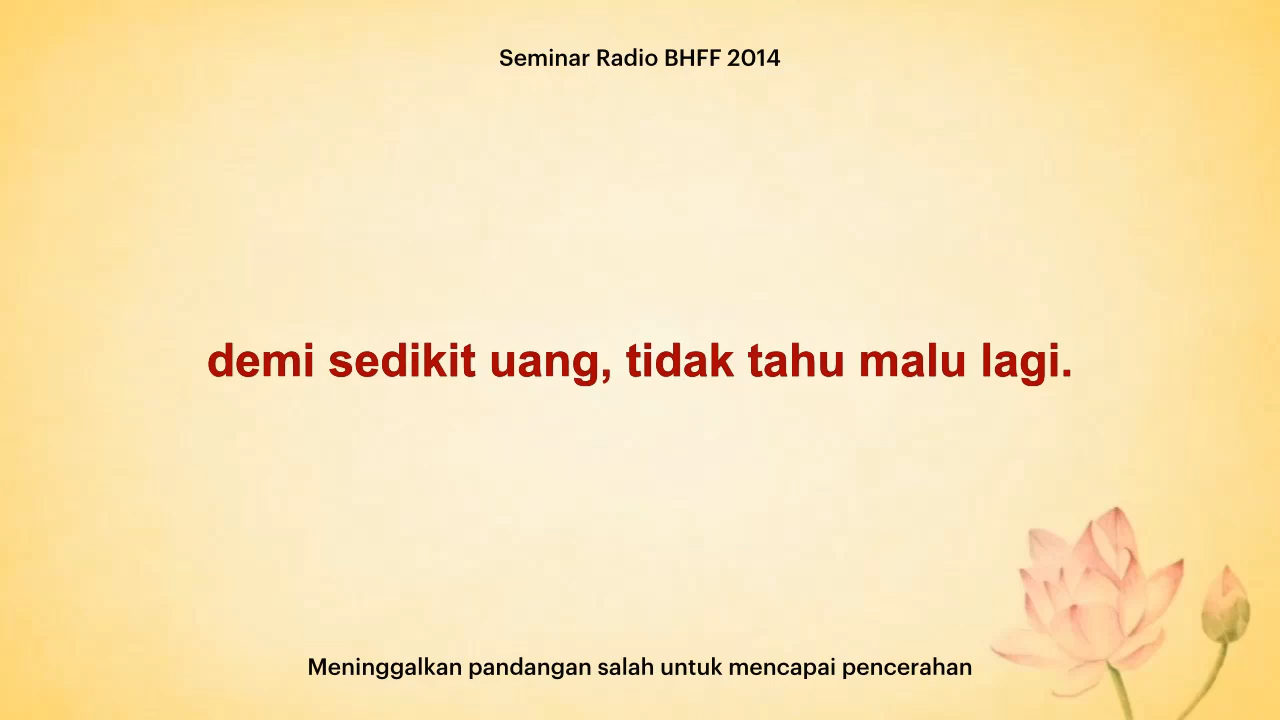 Seminar Radio BHFF 2014
demi sedikit uang, tidak tahu malu lagi.
Meninggalkan pandangan salah untuk mencapai pencerahan